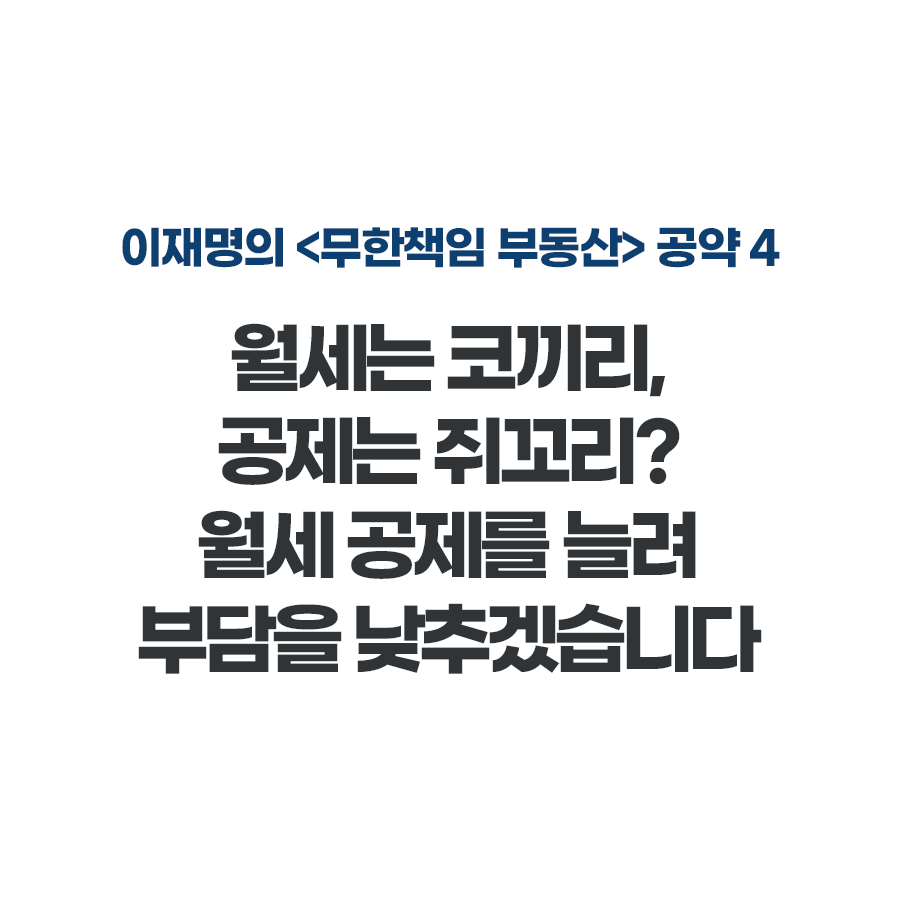 이재명의 <무한책임 부동산> 공약 4
월세는 코끼리,
공제는 쥐꼬리?
월세 공제를 늘려
부담을 낮추겠습니다